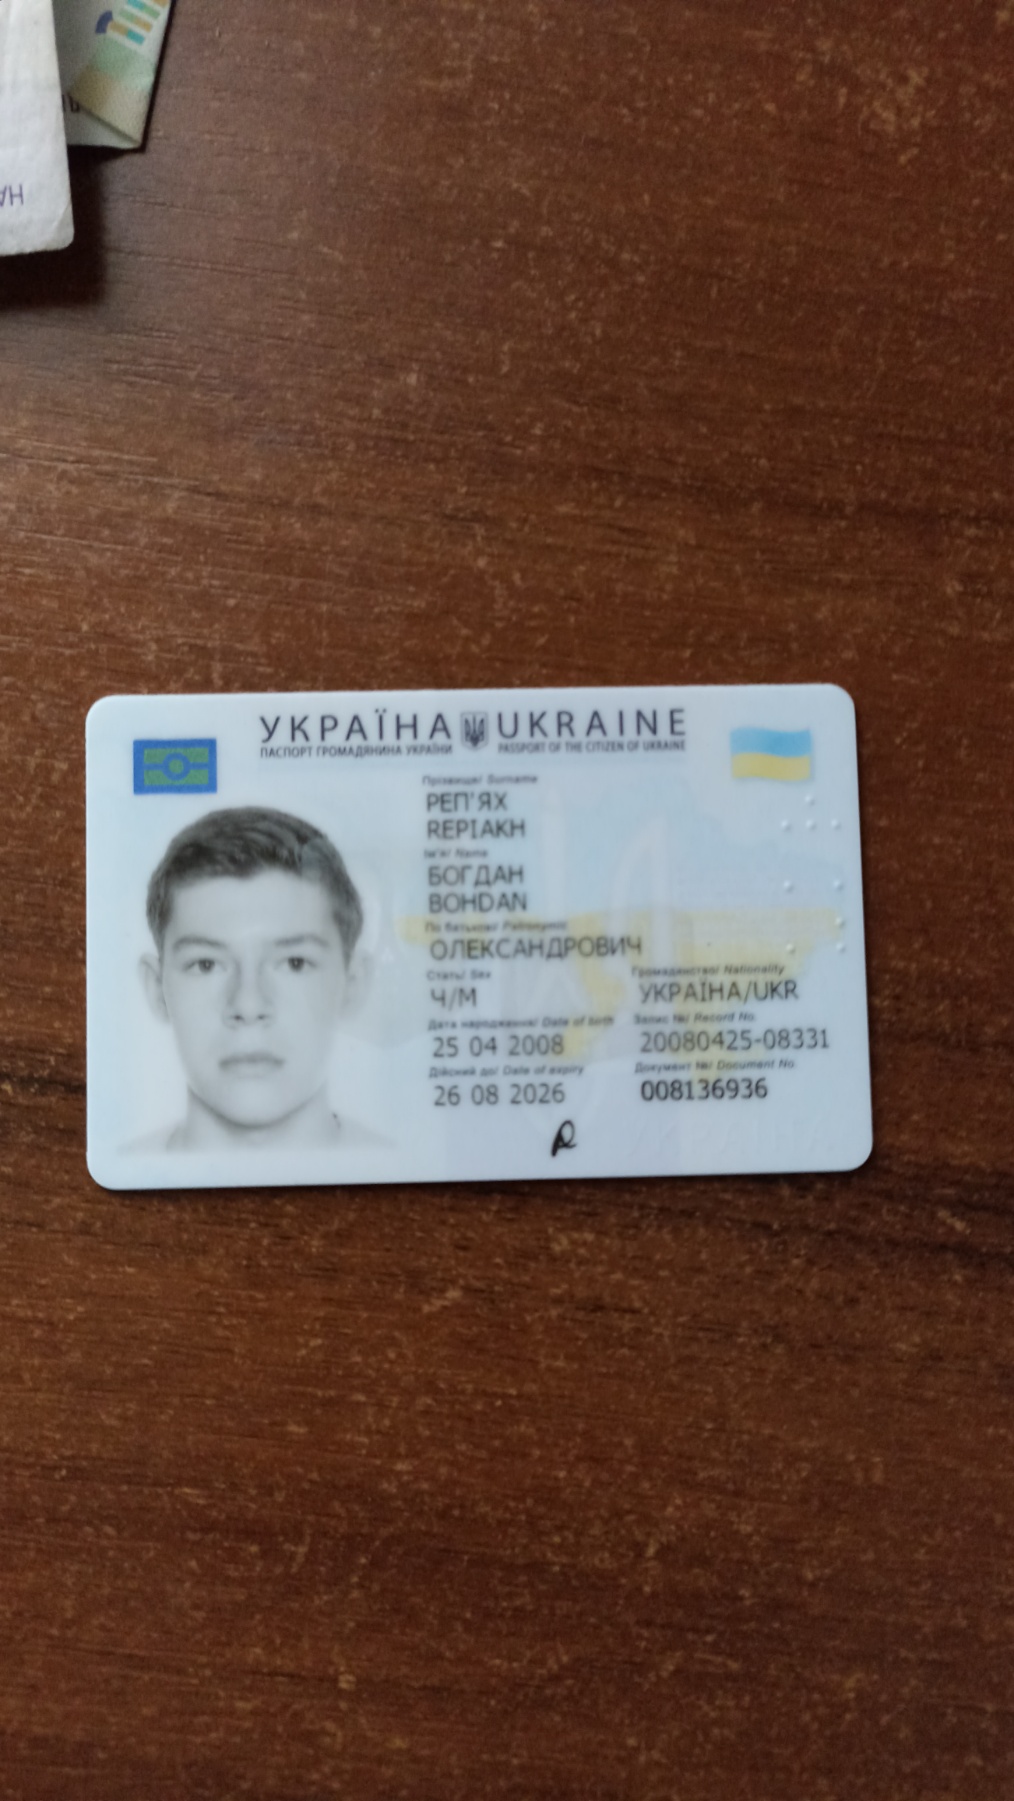 НА
УКРАЇНА UKRAINE
ПАСПОРТ ГРОМАДЯНИНА УКРАЇНИ PASSPORT OF THE CITIZEN OF UKRAINE
Прізвище/ Surname
РЕП'ЯХ
REPIAKH
Ім'я/ Name
БОГДАН
BOHDAN
По батькові/ Patronymic
ОЛЕКСАНДРОВИЧ
Стать/ Sex Громадянство/ Nationality
Ч/M УКРАЇНА/UKR
Дата народження/ Date of birth Запис №/ Record No.
25 04 2008 20080425-08331
Дійсний до/ Date of expiry Документ №/ Document No.
26 08 2026 008136936